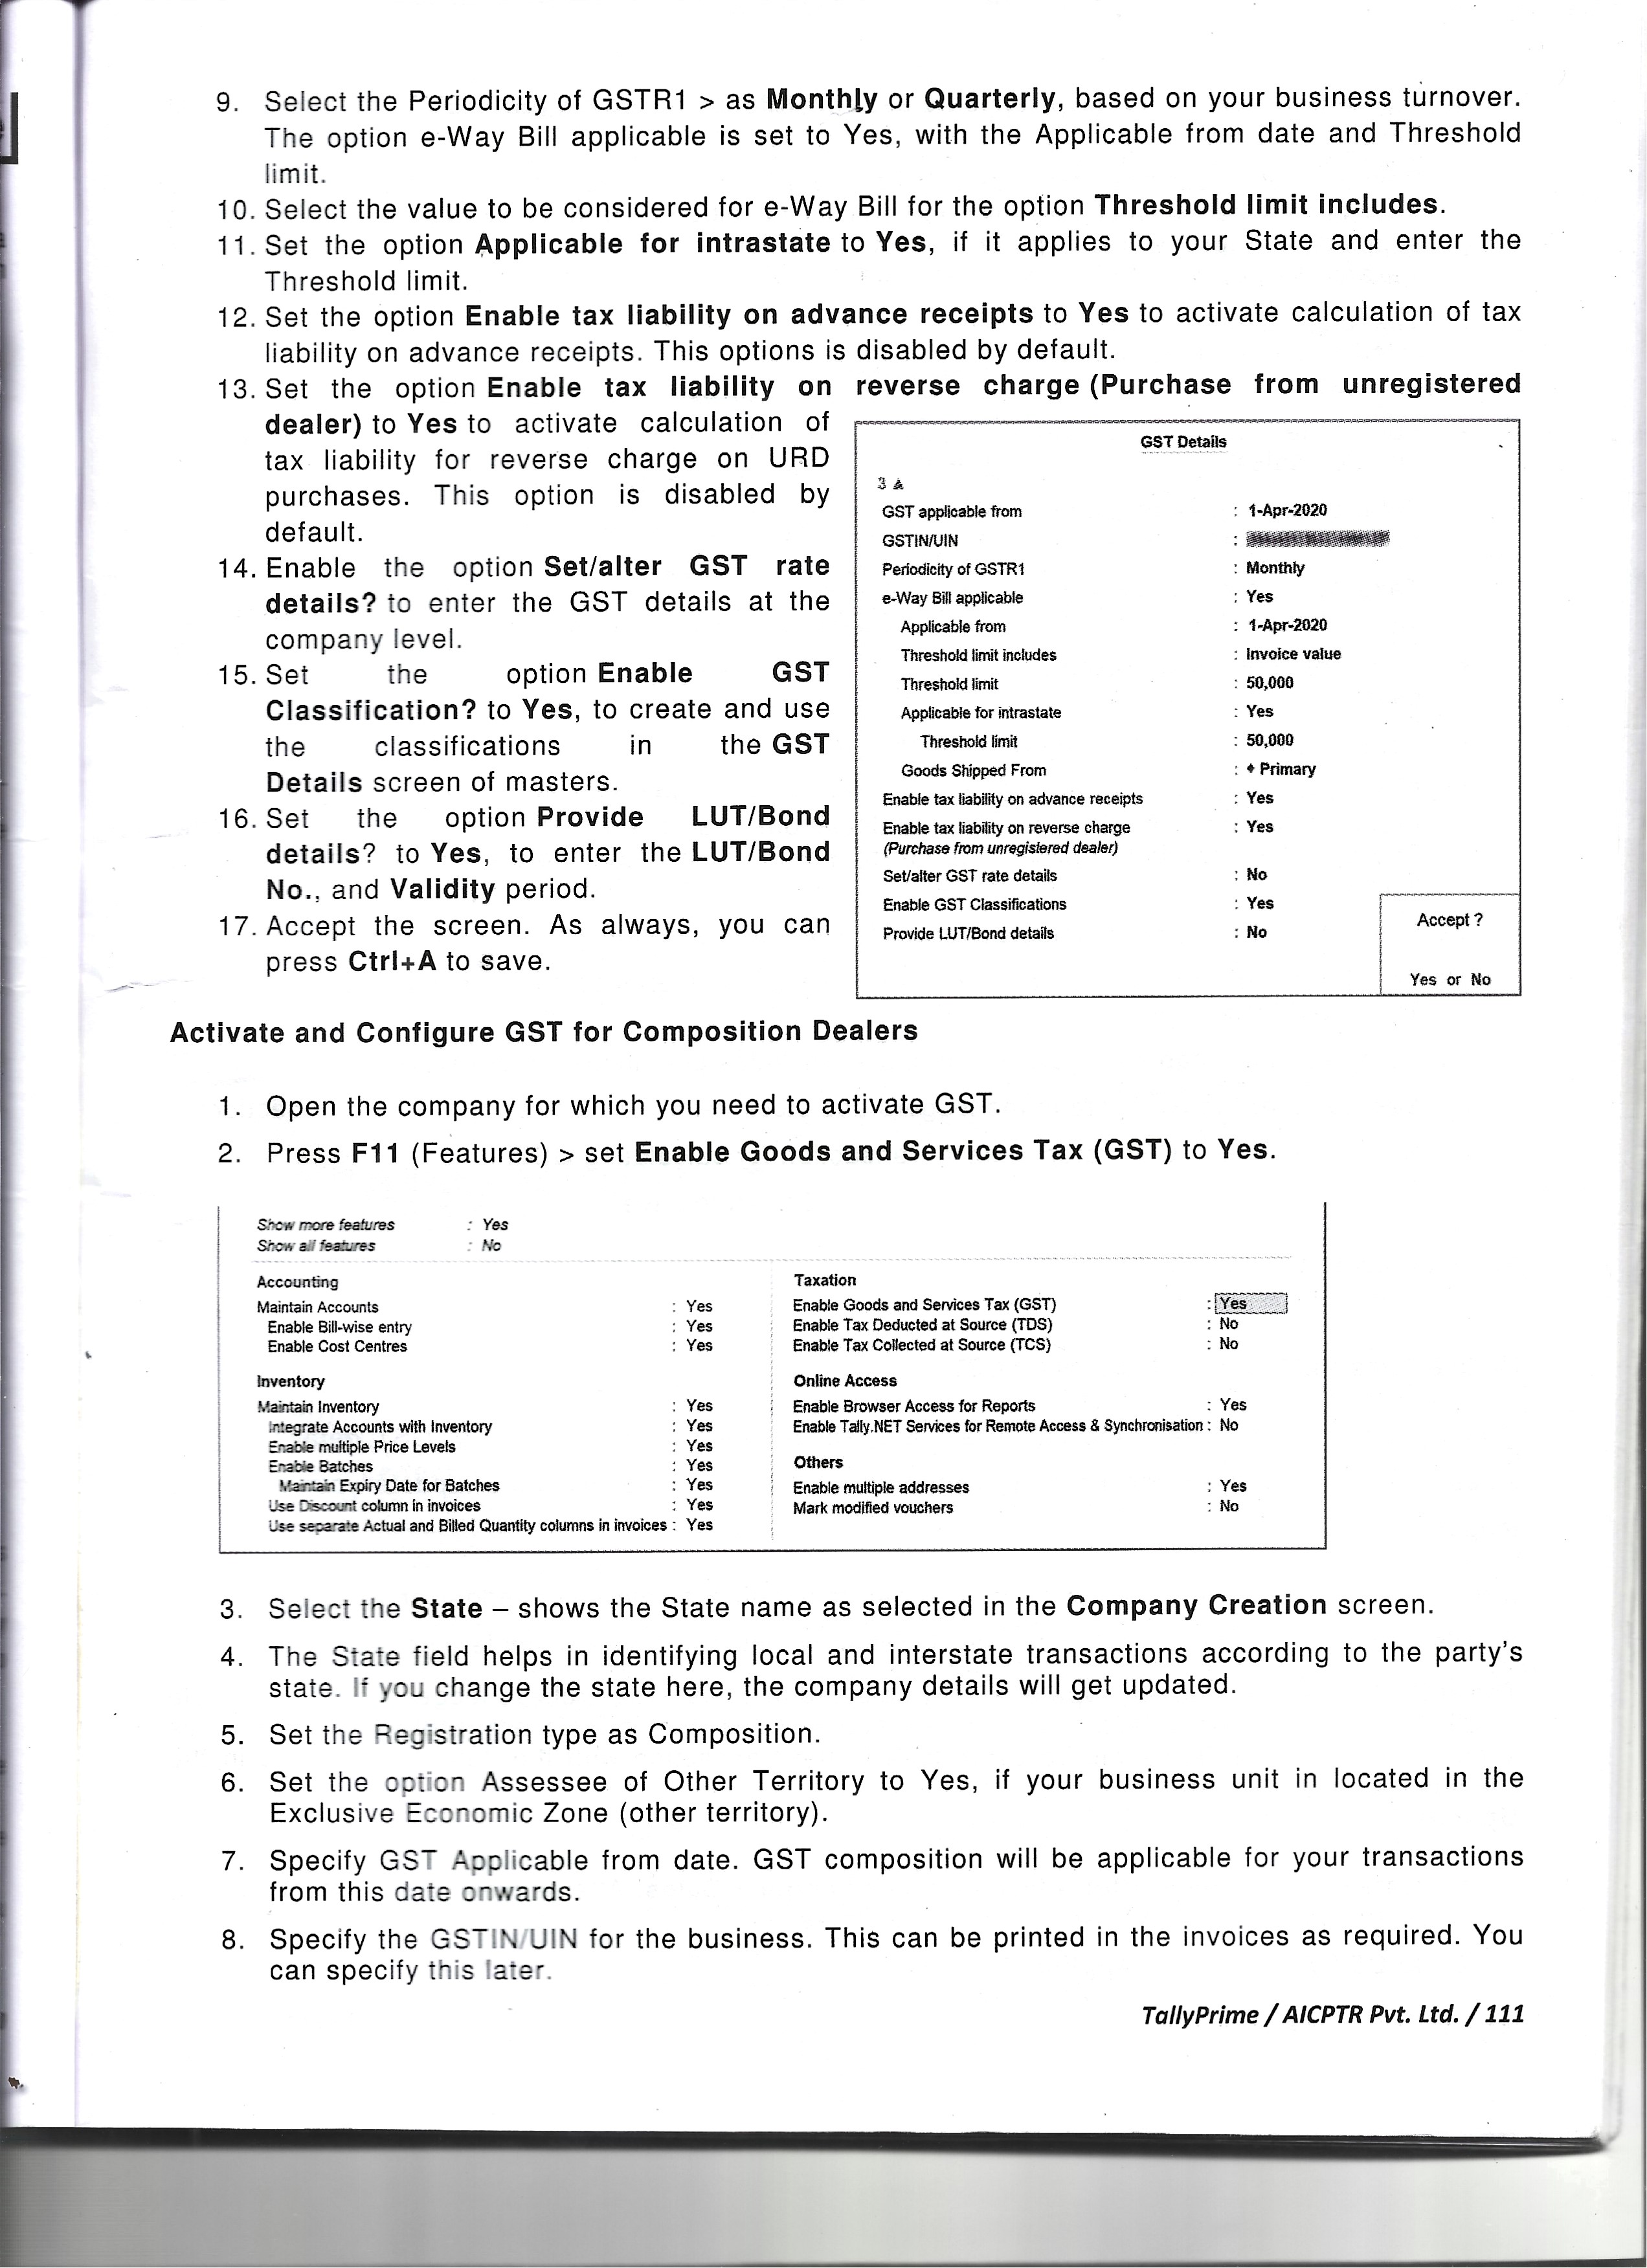 9. Select the Periodicity of GSTR1 > as Monthly or Quarterly, based on your business turnover.
The option e-Way Bill applicable is set to Yes, with the Applicable from date and Threshold
limit.
10. Select the value to be considered for e-Way Bill for the option Threshold limit includes.
11. Set the option Applicable for intrastate to Yes, if it applies to your State and enter the
Threshold limit.
12. Set the option Enable tax liability on advance receipts to Yes to activate calculation of tax
liability on advance receipts. This options is disabled by default.
13. Set the option Enable tax liability on reverse charge (Purchase from unregistered
dealer) to Yes to activate calculation of
tax liability for reverse charge on URD
purchases. This option is disabled by
default.
14. Enable the option Set/alter GST rate
details? to enter the GST details at the
company level.
15. Set the option Enable GST
Classification? to Yes, to create and use
the classifications in the GST
Details screen of masters.
16. Set the option Provide LUT/Bond
details? to Yes, to enter the LUT/Bond
No., and Validity period.
17. Accept the screen. As always, you can
press Ctrl+A to save.
GST Details
3 ▲
GST applicable from : 1-Apr-2020
GSTIN/UIN :
Periodicity of GSTR1 : Monthly
e-Way Bill applicable : Yes
Applicable from : 1-Apr-2020
Threshold limit includes : Invoice value
Threshold limit : 50,000
Applicable for intrastate : Yes
Threshold limit : 50,000
Goods Shipped From : ♦ Primary
Enable tax liability on advance receipts : Yes
Enable tax liability on reverse charge : Yes
(Purchase from unregistered dealer)
Set/alter GST rate details : No
Enable GST Classifications : Yes
Provide LUT/Bond details : No
Accept ?
Yes or No
Activate and Configure GST for Composition Dealers
1. Open the company for which you need to activate GST.
2. Press F11 (Features) > set Enable Goods and Services Tax (GST) to Yes.
Show more features : Yes
Show all features : No
Accounting
Maintain Accounts : Yes
Enable Bill-wise entry : Yes
Enable Cost Centres : Yes
Inventory
Maintain Inventory : Yes
Integrate Accounts with Inventory : Yes
Enable multiple Price Levels : Yes
Enable Batches : Yes
Maintain Expiry Date for Batches : Yes
Use Discount column in invoices : Yes
Use separate Actual and Billed Quantity columns in invoices : Yes
Taxation
Enable Goods and Services Tax (GST) : Yes
Enable Tax Deducted at Source (TDS) : No
Enable Tax Collected at Source (TCS) : No
Online Access
Enable Browser Access for Reports : Yes
Enable Tally.NET Services for Remote Access & Synchronisation : No
Others
Enable multiple addresses : Yes
Mark modified vouchers : No
3. Select the State – shows the State name as selected in the Company Creation screen.
4. The State field helps in identifying local and interstate transactions according to the party's
state. If you change the state here, the company details will get updated.
5. Set the Registration type as Composition.
6. Set the option Assessee of Other Territory to Yes, if your business unit in located in the
Exclusive Economic Zone (other territory).
7. Specify GST Applicable from date. GST composition will be applicable for your transactions
from this date onwards.
8. Specify the GSTIN/UIN for the business. This can be printed in the invoices as required. You
can specify this later.
TallyPrime / AICPTR Pvt. Ltd. / 111